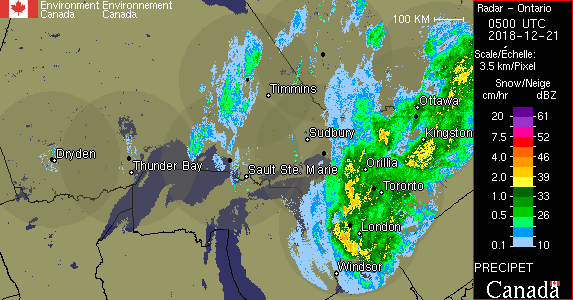 Environment Environnement
Canada Canada
Radar - Ontario
0500 UTC
2018-12-21
100 KM
Scale/Échelle:
3.5 km/Pixel
Snow/Neige
cm/hr dBZ
20 61
7.5 57
5.0 52
4.0 46
2.0 39
1.0 33
0.5 26
0.1 10
Timmins
Ottawa
Sudbury
Kingston
Dryden
Thunder Bay
Sault Ste. Marie
Orillia
Toronto
London
Windsor
PRECIPET
Canada